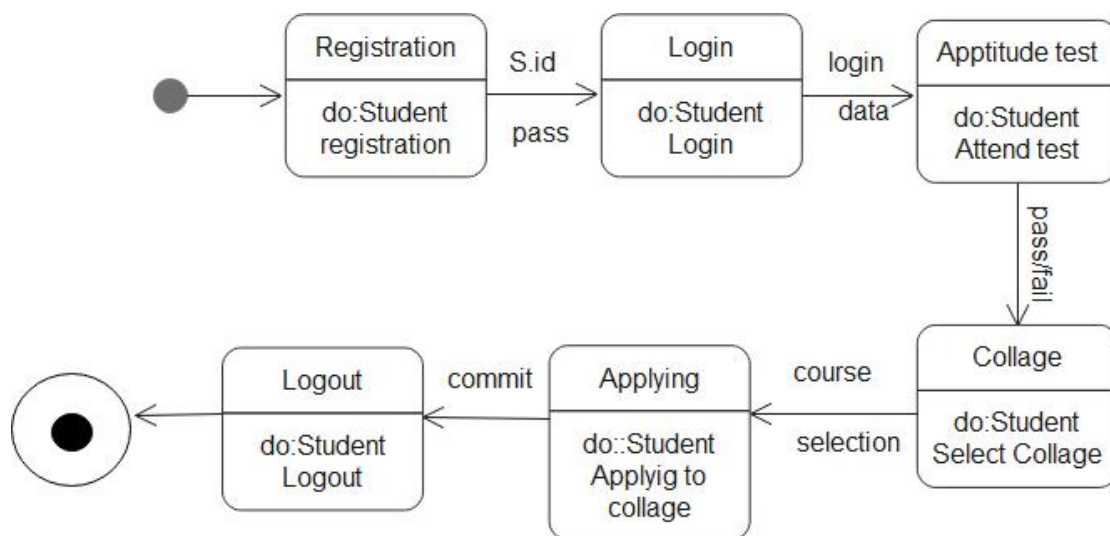 Registration
do:Student
registration
S.id
pass
Login
do:Student
Login
login
data
Apptitude test
do:Student
Attend test
pass/fail
Collage
do:Student
Select Collage
course
selection
Applying
do::Student
Applyig to
collage
commit
Logout
do:Student
Logout